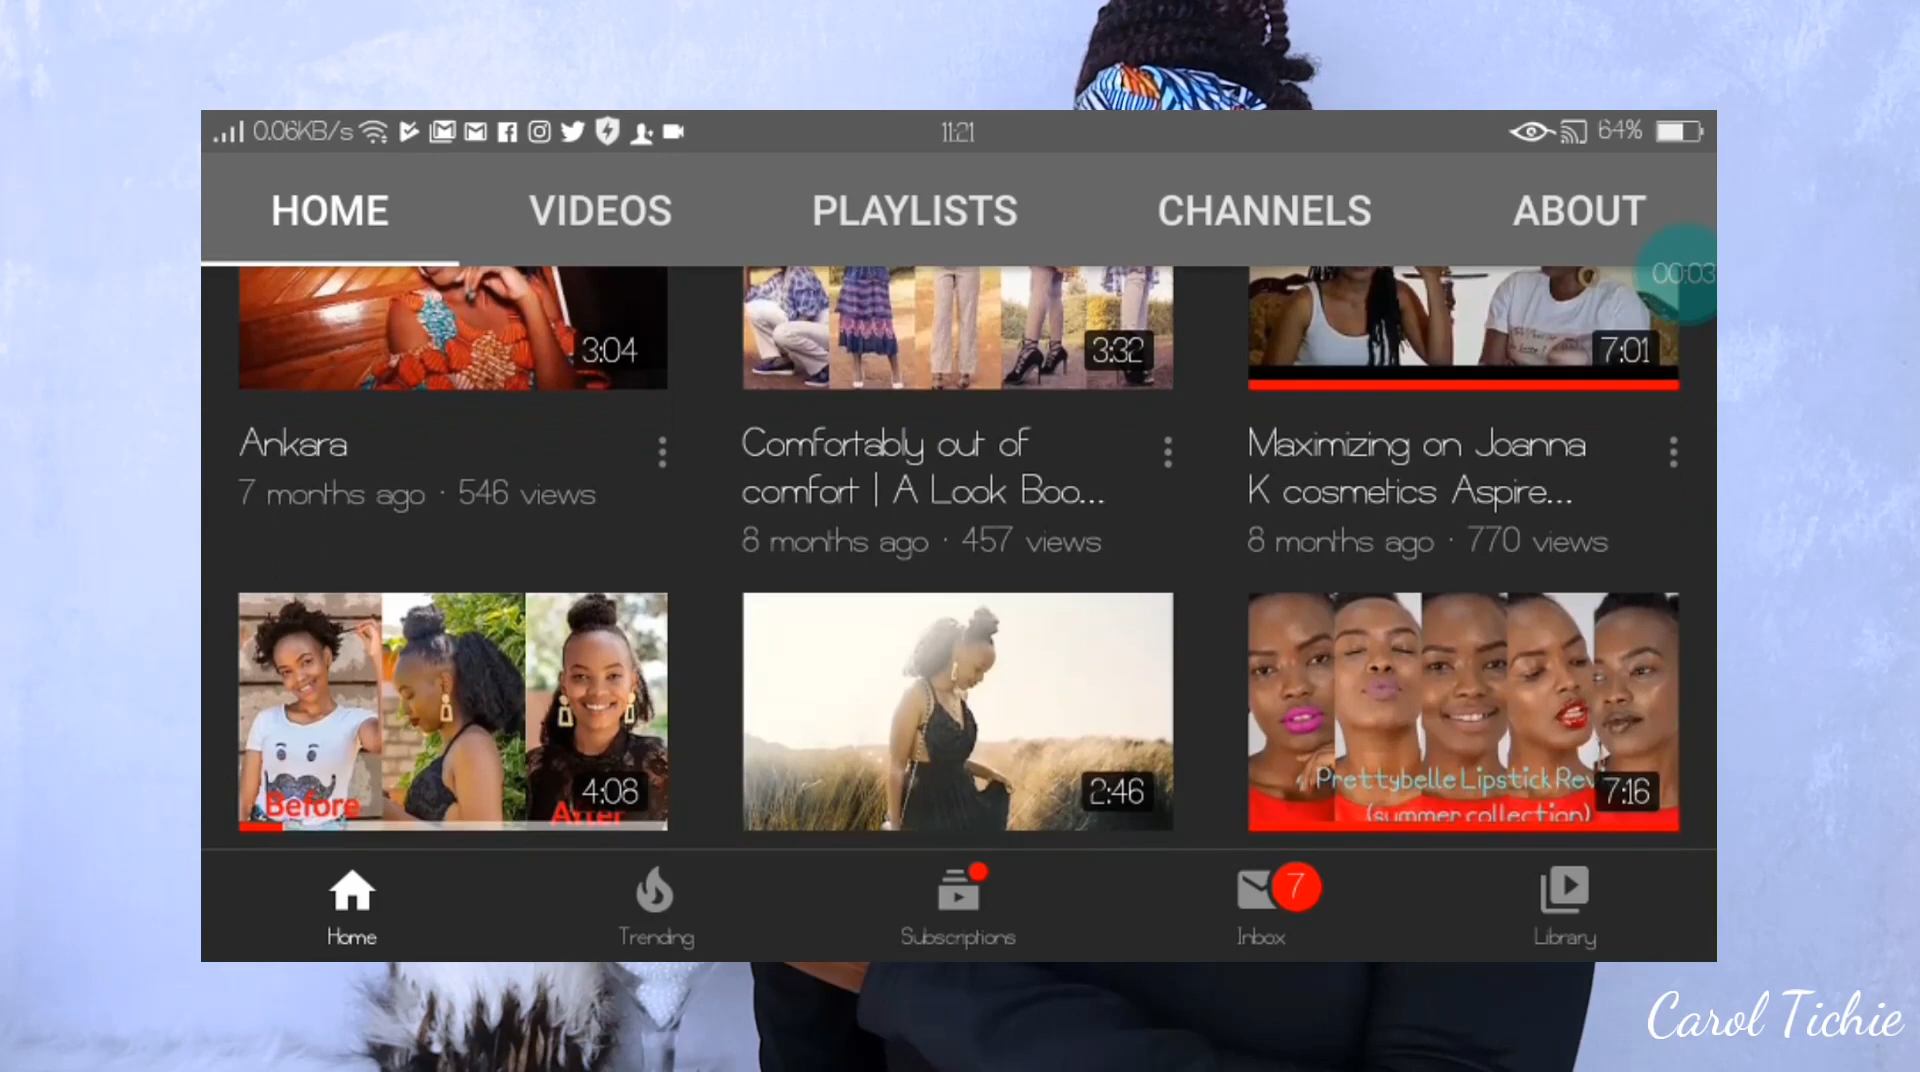 0.06KB/s
11:21
64%
HOME
VIDEOS
PLAYLISTS
CHANNELS
ABOUT
00:03
3:04
3:32
7:01
Ankara
7 months ago · 546 views
Comfortably out of
comfort | A Look Boo...
8 months ago · 457 views
Maximizing on Joanna
K cosmetics Aspire...
8 months ago · 770 views
Before
After
4:08
2:46
Prettybelle Lipstick Rev
(summer collection)
7:16
Home
Trending
Subscriptions
7
Inbox
Library
Carol Tichie